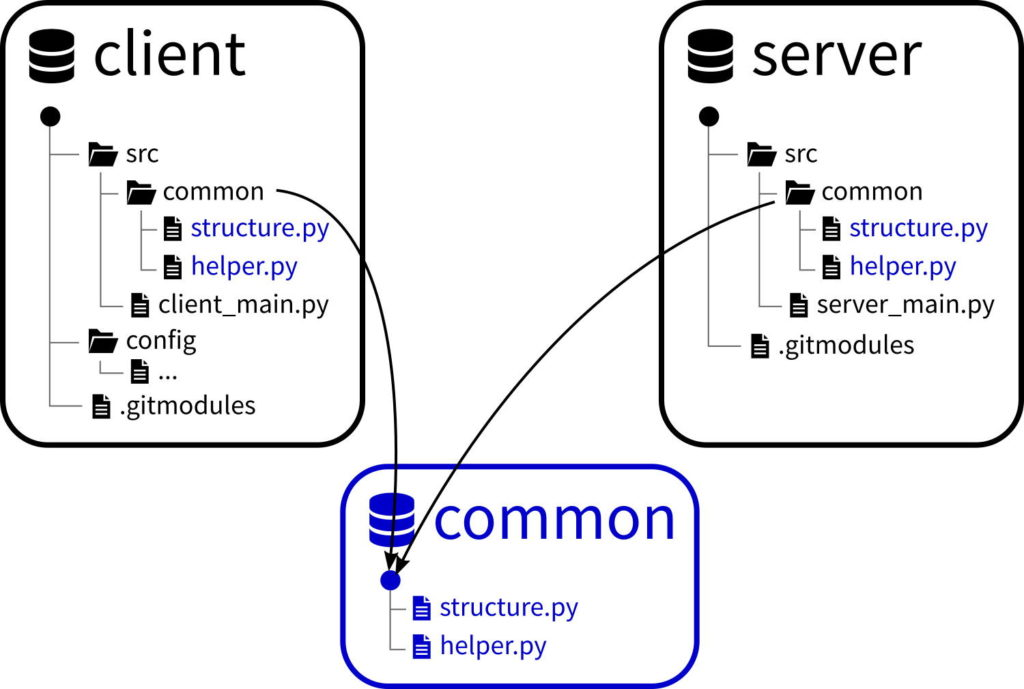 client
src
common
structure.py
helper.py
client_main.py
config
...
.gitmodules
server
src
common
structure.py
helper.py
server_main.py
.gitmodules
common
structure.py
helper.py